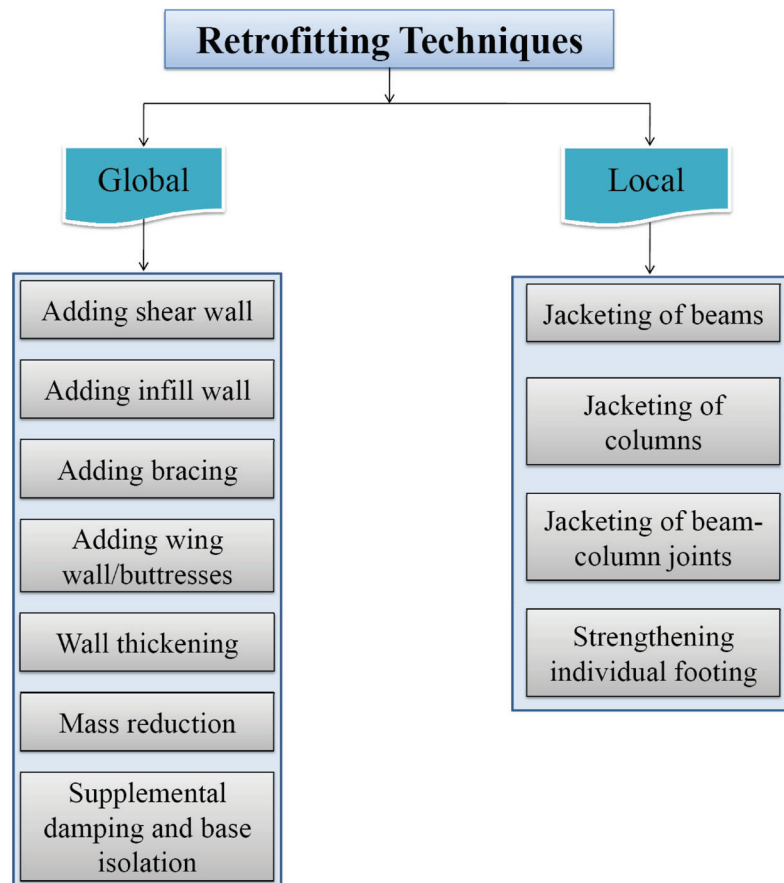 Retrofitting Techniques
Global
Adding shear wall
Adding infill wall
Adding bracing
Adding wing
wall/buttresses
Wall thickening
Mass reduction
Supplemental
damping and base
isolation
Local
Jacketing of beams
Jacketing of
columns
Jacketing of beam-
column joints
Strengthening
individual footing